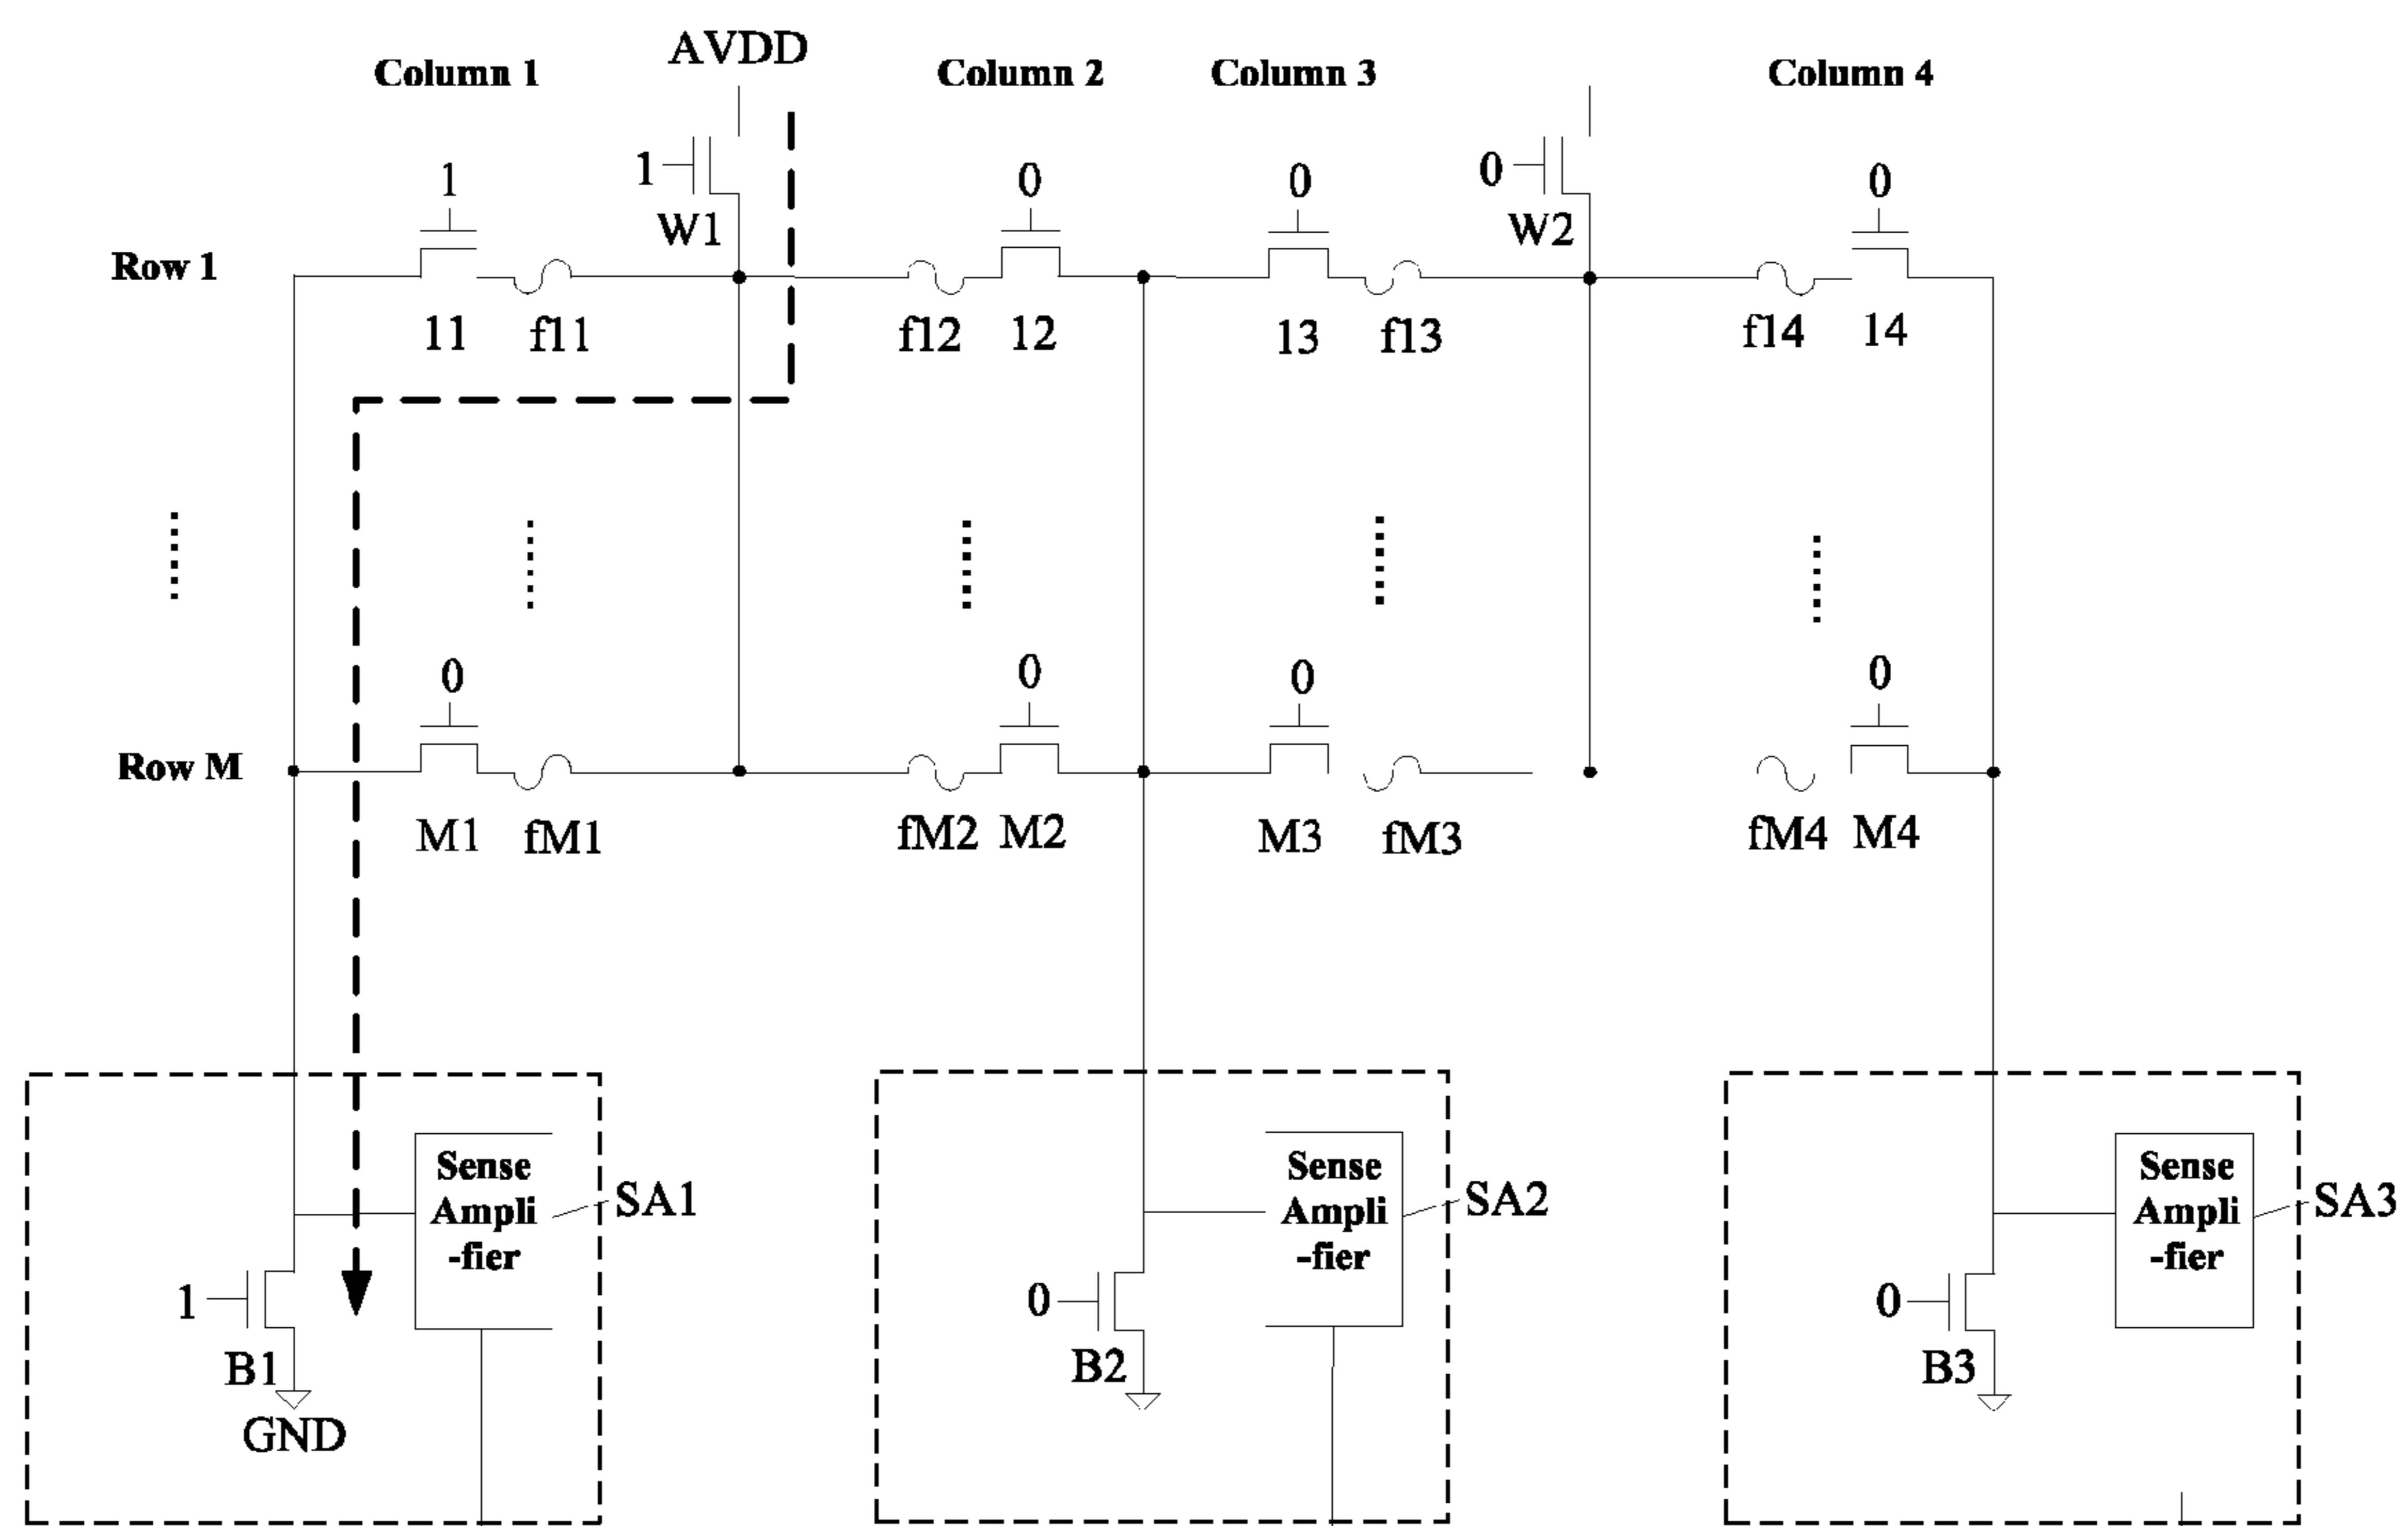 AVDD
Column 1
Column 2
Column 3
Column 4
1
1
0
0
0
0
W1
W2
Row 1
11
f11
f12
12
13
f13
f14
14
0
0
0
0
Row M
M1
fM1
fM2
M2
M3
fM3
fM4
M4
Sense
Ampli
-fier
SA1
Sense
Ampli
-fier
SA2
Sense
Ampli
-fier
SA3
1
0
0
B1
B2
B3
GND